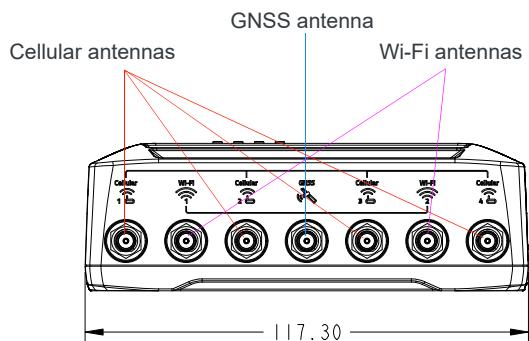 GNSS antenna
Cellular antennas
Wi-Fi antennas
Cellular Wi-Fi Cellular GNSS Cellular Wi-Fi Cellular
1 1 2 3 2 4
117.30